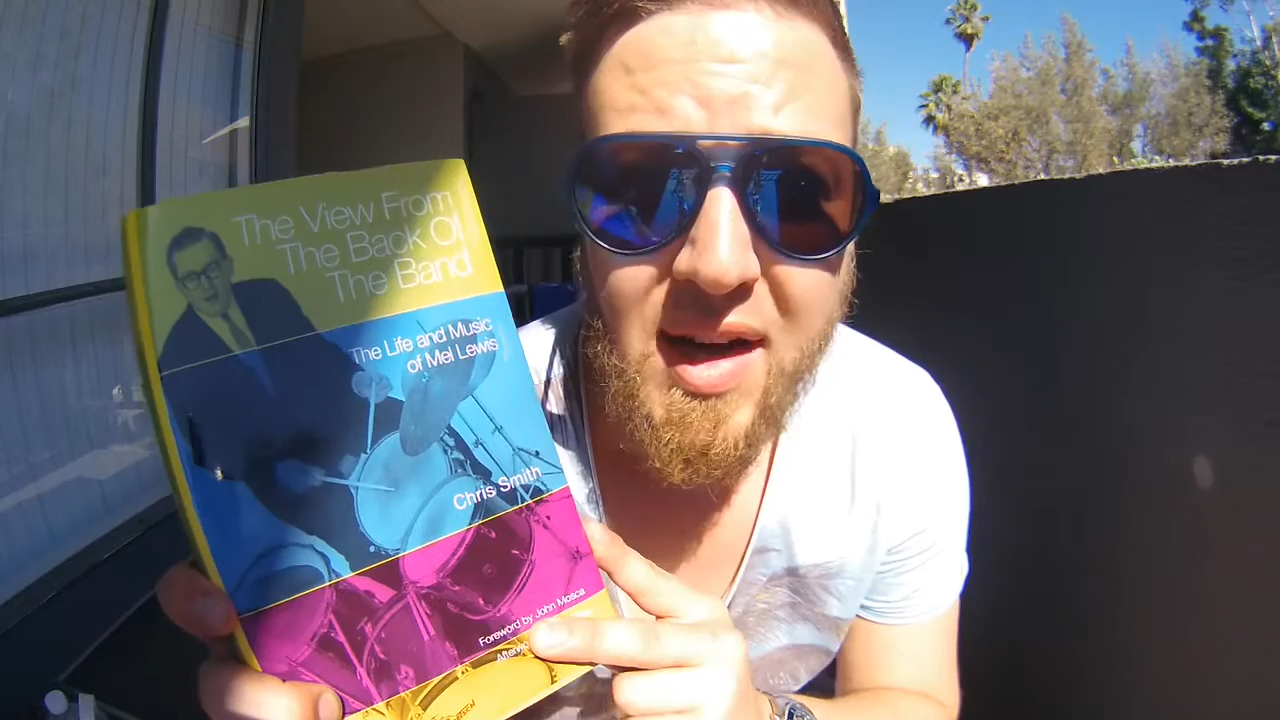 The View From
The Back Of
The Band
The Life and Music
of Mel Lewis
Chris Smith
Foreword by John Mosca